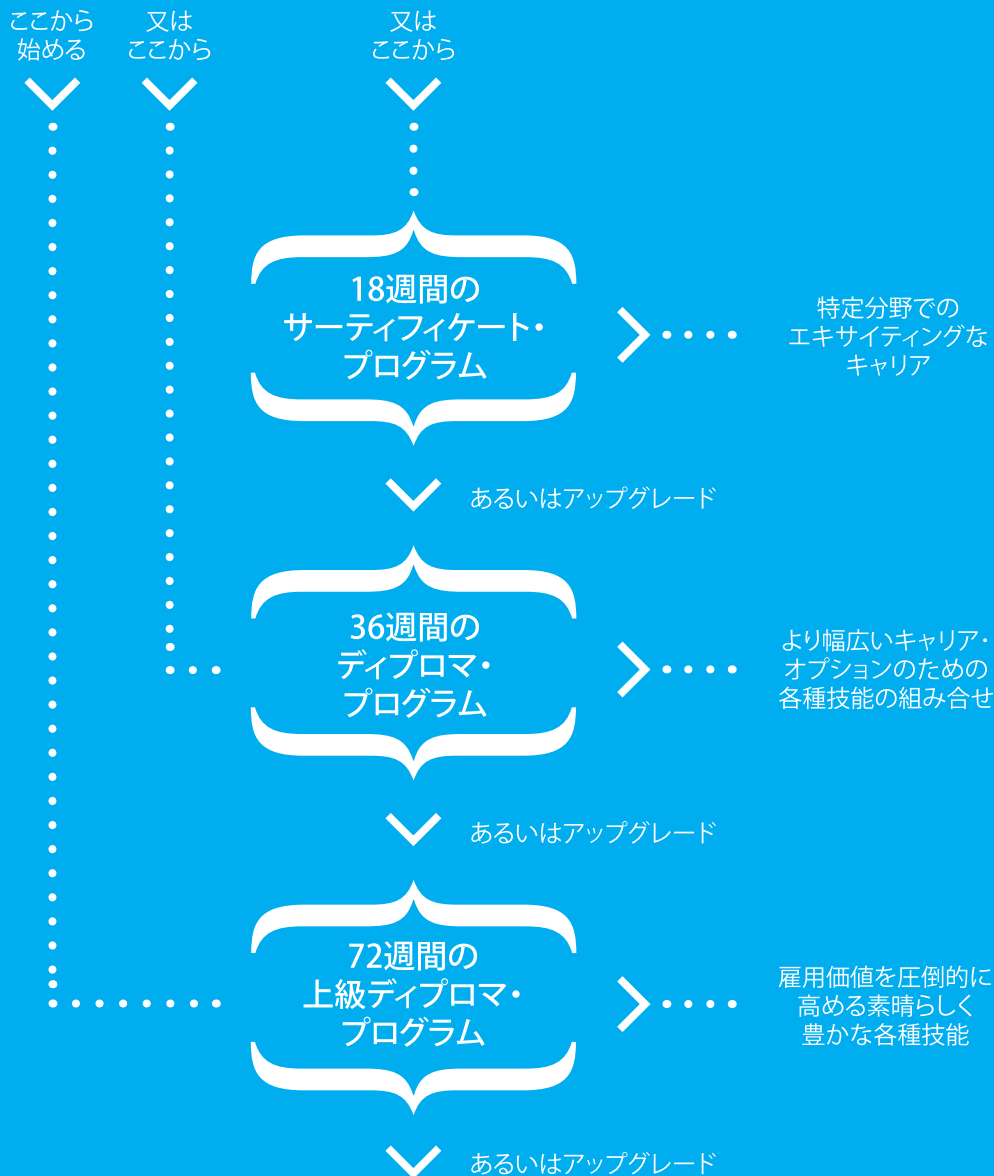 ここから
始める
又は
ここから
又は
ここから
18週間の
サーティフィケート・
プログラム
特定分野での
エキサイティングな
キャリア
あるいはアップグレード
36週間の
ディプロマ・
プログラム
より幅広いキャリア・
オプションのための
各種技能の組み合せ
あるいはアップグレード
72週間の
上級ディプロマ・
プログラム
雇用価値を圧倒的に
高める素晴らしく
豊かな各種技能
あるいはアップグレード